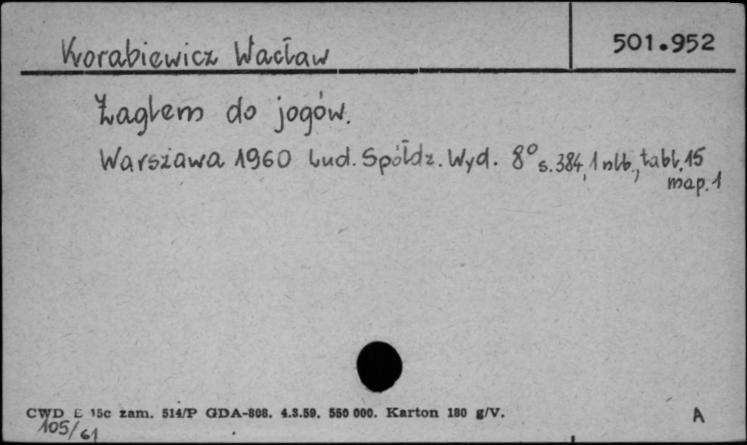 Korabiewicz Wacław 501.952
Żaglem do jogów.
Warszawa 1960 Lud. Spółdz. Wyd. 8° s. 384, 1 nlb., tabl. 15
map. 1
CWD E 15c zam. 514/P GDA-808. 4.3.59. 550 000. Karton 180 g/V. A
105/61